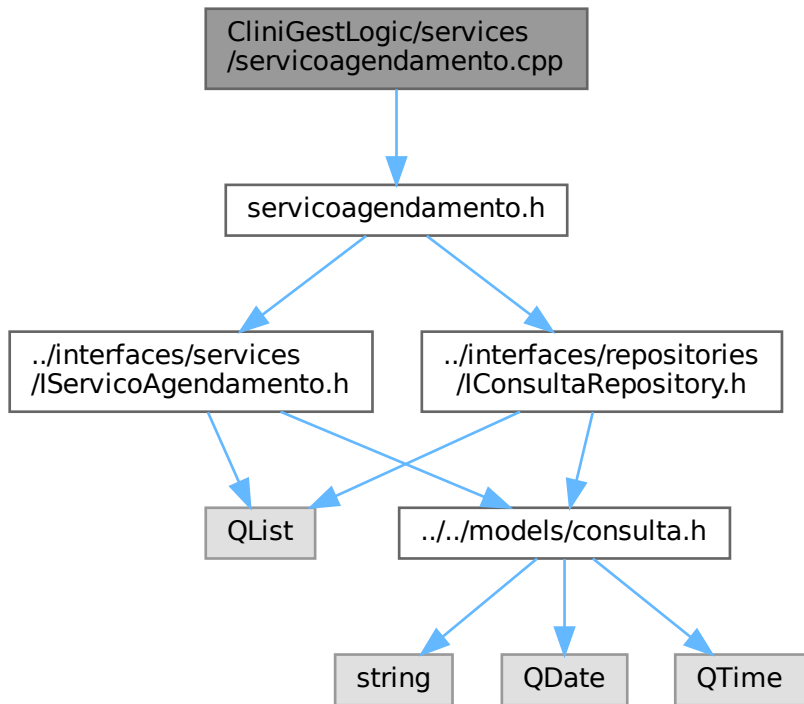 CliniGestLogic/services
/servicoagendamento.cpp
servicoagendamento.h
../interfaces/services
/IServicoAgendamento.h
../interfaces/repositories
/IConsultaRepository.h
QList
../../models/consulta.h
string
QDate
QTime